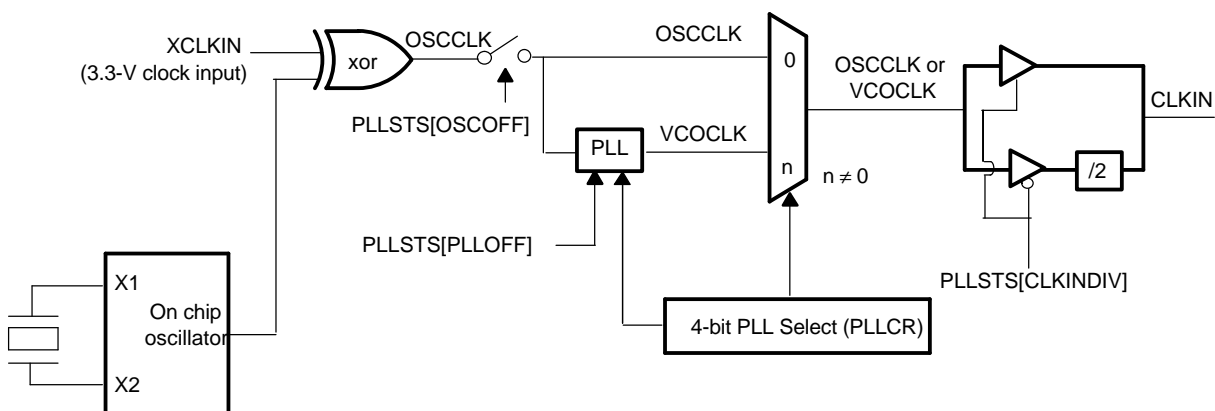 XCLKIN
(3.3-V clock input)
xor
OSCCLK
PLLSTS[OSCOFF]
OSCCLK
0
n
n ≠ 0
PLL
VCOCLK
PLLSTS[PLLOFF]
OSCCLK or
VCOCLK
CLKIN
/2
PLLSTS[CLKINDIV]
4-bit PLL Select (PLLCR)
X1
On chip
oscillator
X2